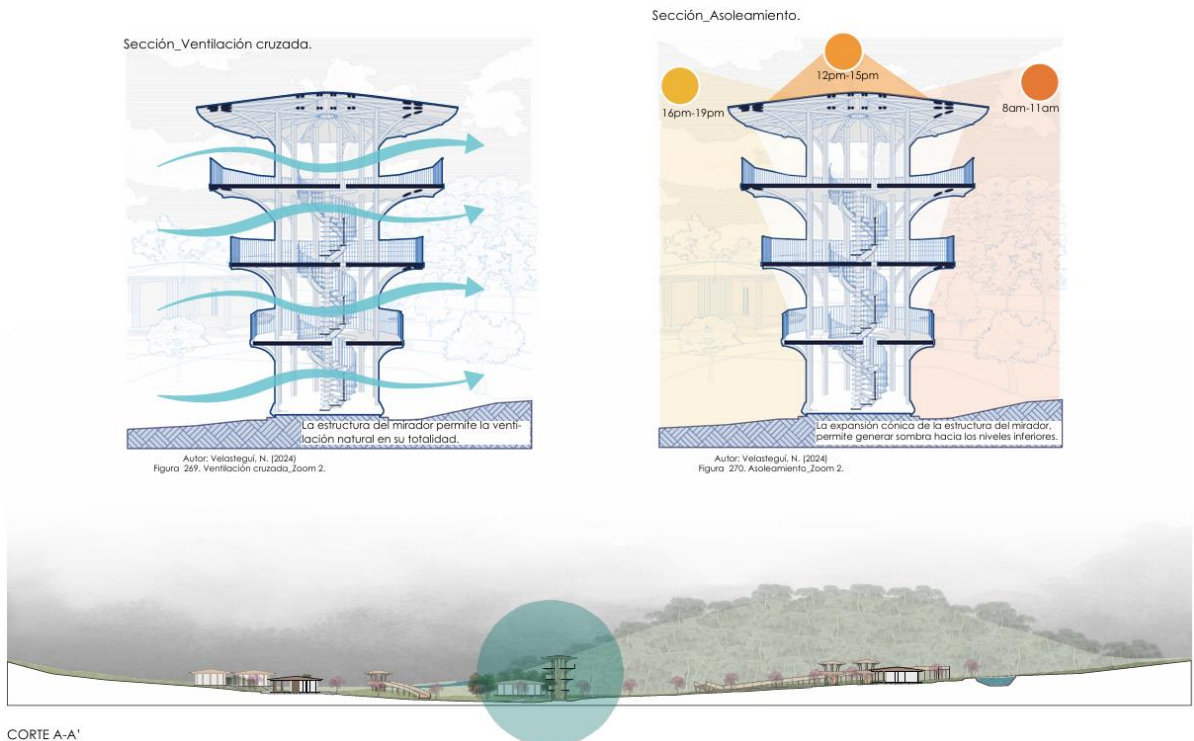 Sección_Ventilación cruzada.
La estructura del mirador permite la venti-
lación natural en su totalidad.
Autor: Velasteguí, N. (2024)
Figura 269. Ventilación cruzada_Zoom 2.
Sección_Asoleamiento.
12pm-15pm
16pm-19pm
8am-11am
La expansión cónica de la estructura del mirador,
permite generar sombra hacia los niveles inferiores.
Autor: Velasteguí, N. (2024)
Figura 270. Asoleamiento_Zoom 2.
CORTE A-A'